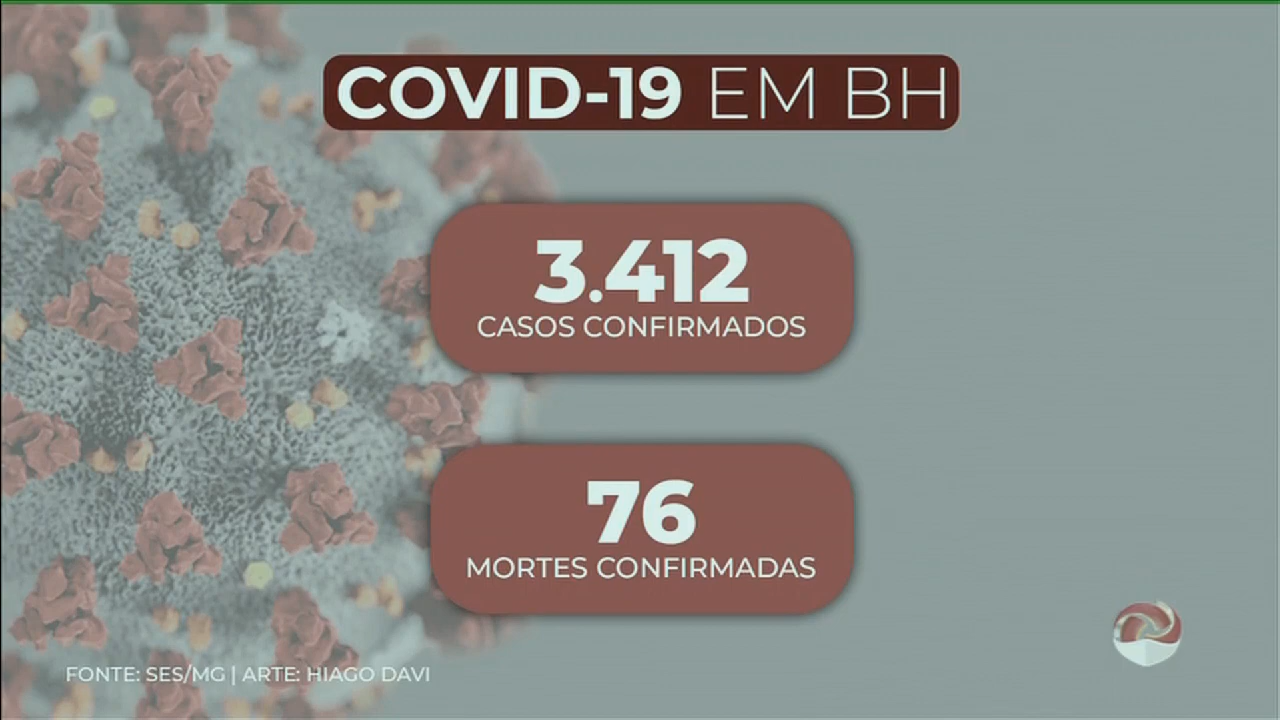 COVID-19 EM BH
3.412
CASOS CONFIRMADOS
76
MORTES CONFIRMADAS
FONTE: SES/MG | ARTE: HIAGO DAVI